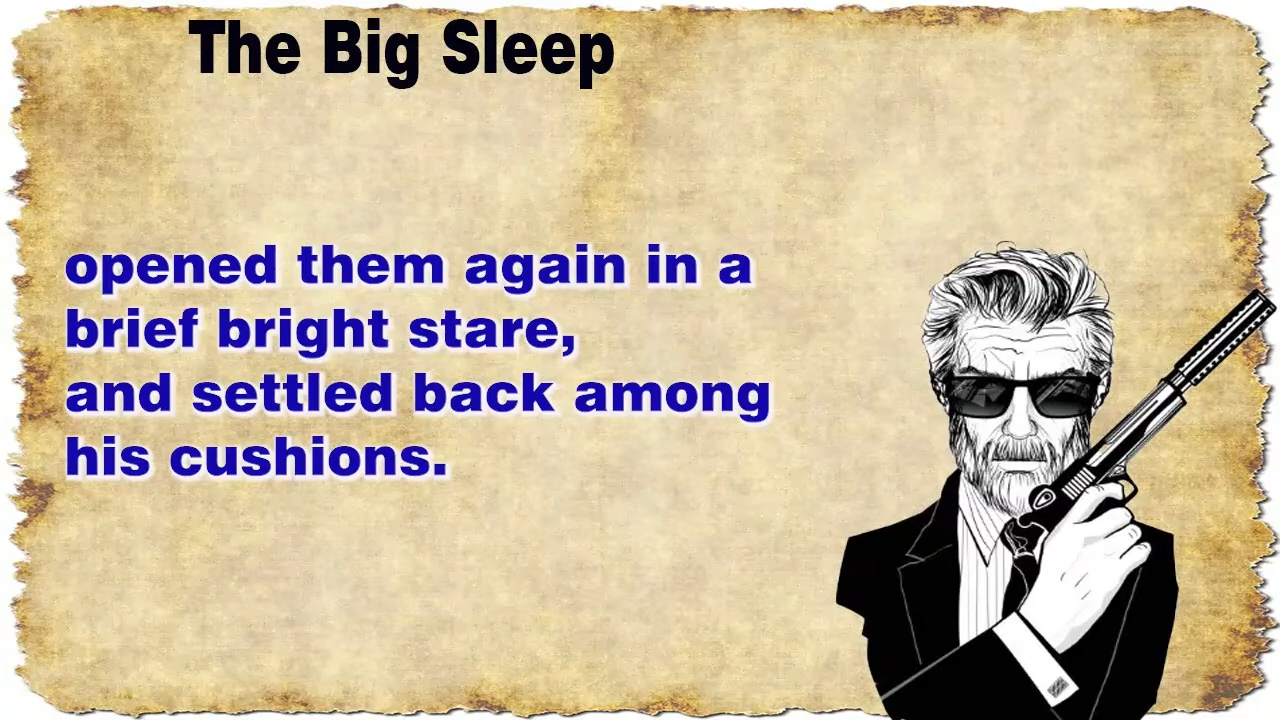 The Big Sleep
opened them again in a
brief bright stare,
and settled back among
his cushions.